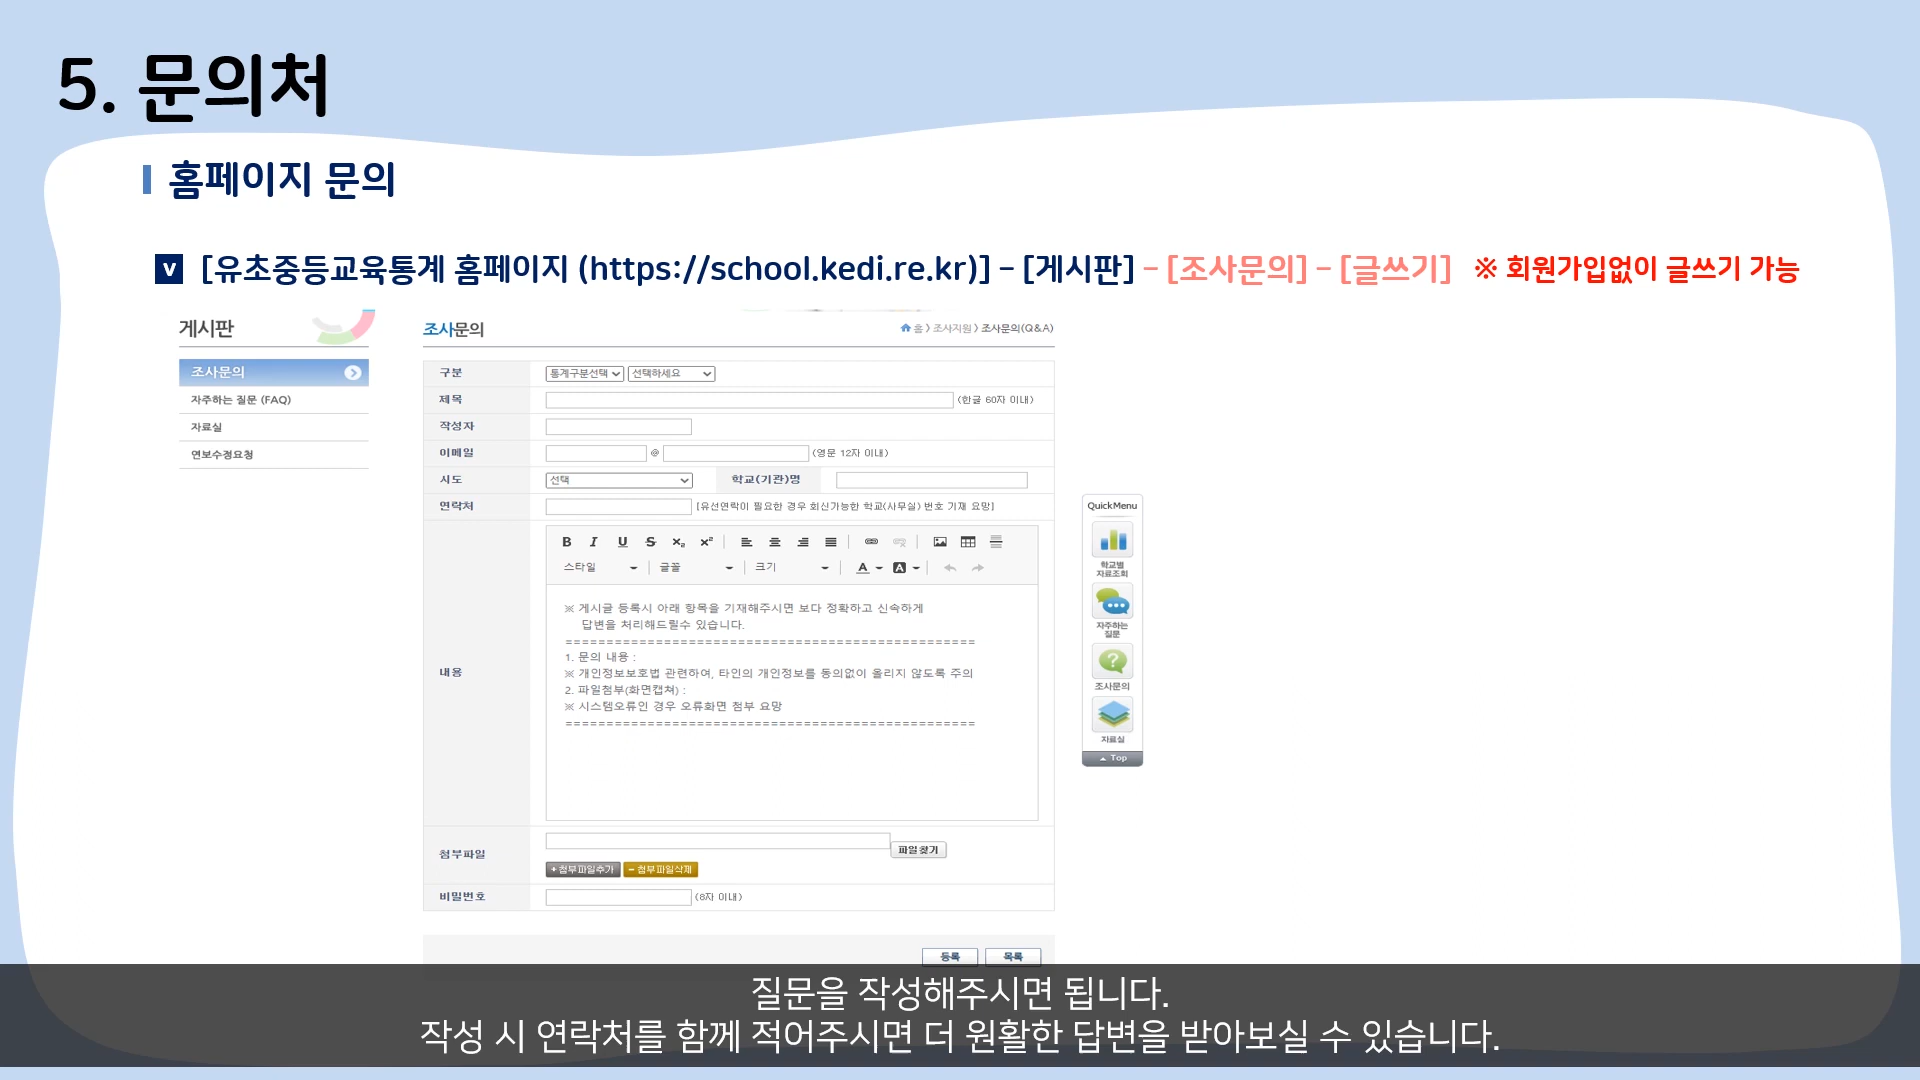 5. 문의처
홈페이지 문의
v [유초중등교육통계 홈페이지 (https://school.kedi.re.kr)] – [게시판] – [조사문의] – [글쓰기] ※ 회원가입없이 글쓰기 가능
게시판
조사문의
자주하는 질문 (FAQ)
자료실
연보수정요청
조사문의
홈 > 조사지원 > 조사문의(Q&A)
구분 통계구분선택 선택하세요
제목 (한글 60자 이내)
작성자
이메일 @ (영문 12자 이내)
시도 선택 학교(기관)명
연락처 [유선연락이 필요한 경우 회신가능한 학교(사무실) 번호 기재 요망]
내용
B I U S x₂ x²
스타일 글꼴 크기 A A
※ 게시글 등록시 아래 항목을 기재해주시면 보다 정확하고 신속하게
답변을 처리해드릴수 있습니다.
==================================================
1. 문의 내용 :
※ 개인정보보호법 관련하여, 타인의 개인정보를 동의없이 올리지 않도록 주의
2. 파일첨부(화면캡쳐) :
※ 시스템오류인 경우 오류화면 첨부 요망
==================================================
첨부파일 파일찾기
+ 첨부파일추가 – 첨부파일삭제
비밀번호 (8자 이내)
등록 목록
QuickMenu
학교별
자료조회
자주하는
질문
조사문의
자료실
Top
질문을 작성해주시면 됩니다.
작성 시 연락처를 함께 적어주시면 더 원활한 답변을 받아보실 수 있습니다.